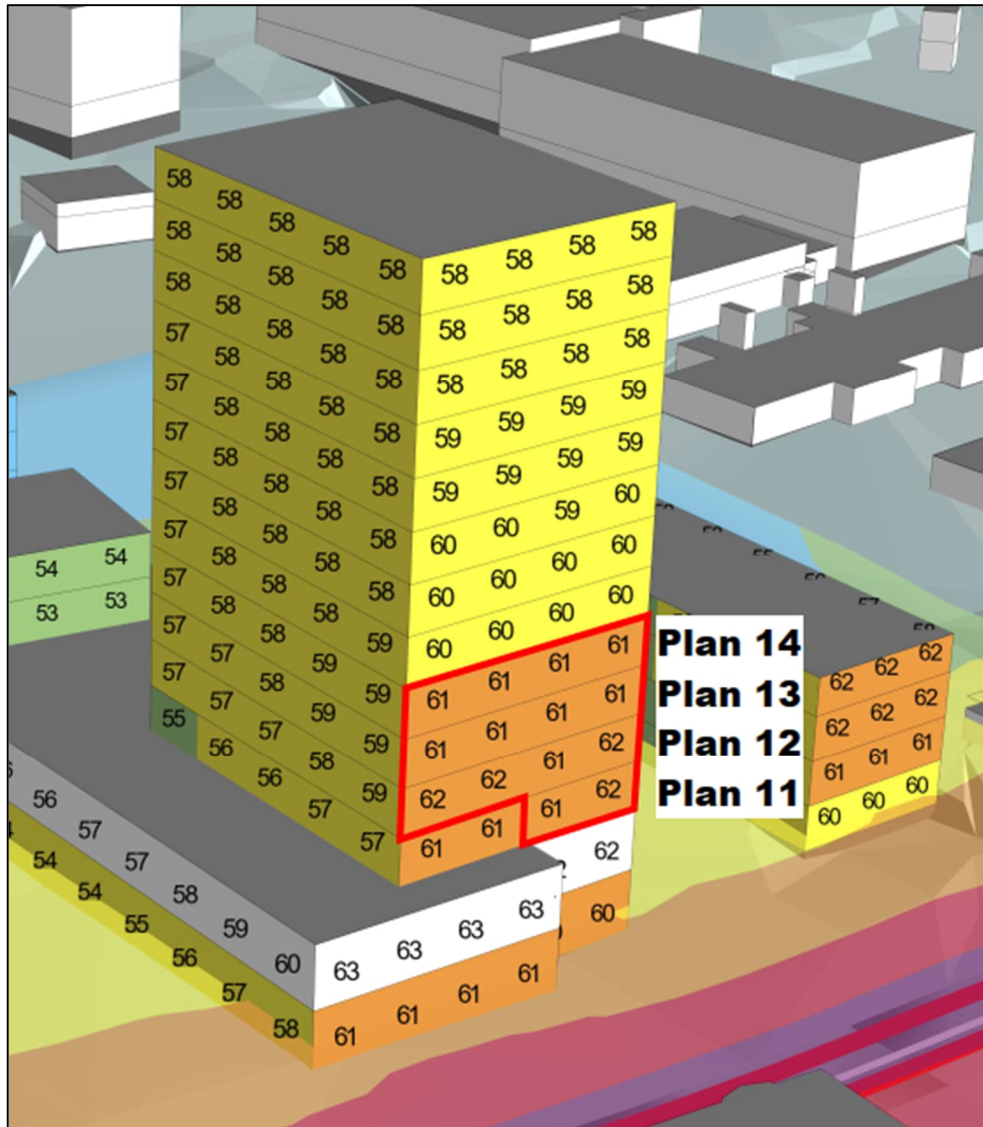 58 58 58 58 58 58 58 58 58
58 58 58 58 58 58 58 58 58
58 58 58 58 58 58 58 58 58
57 58 58 58 58 59 59 59 59
57 58 58 58 58 59 59 59 59
57 58 58 58 58 60 60 59 60
57 58 58 58 58 60 60 60 60
57 58 58 58 59 60 60 60 60
57 58 58 59 59 61 61 61 61
57 57 58 59 59 61 61 61 61
57 57 57 58 59 62 62 61 62
55 56 56 57 57 61 61 61 62
Plan 14
Plan 13
Plan 12
Plan 11
54 54
53 53
62 62 62
62 62 62
61 61 61
60 60 60
56 57 57 58 59 60 63 63 63 63
54 54 55 56 57 58 61 61 61 61
62
60